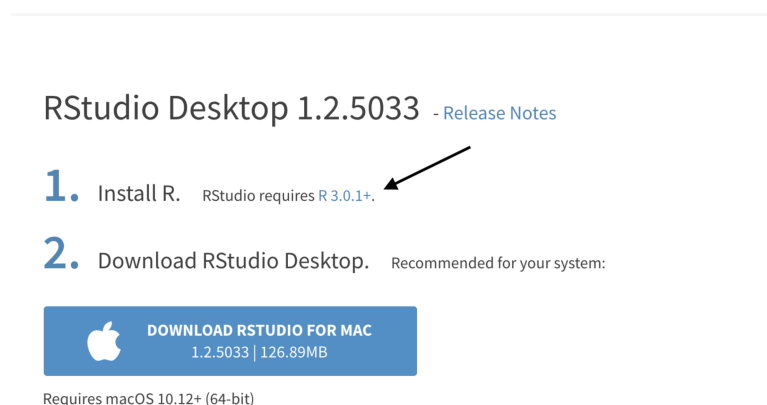 RStudio Desktop 1.2.5033 - Release Notes
1. Install R. RStudio requires R 3.0.1+.
2. Download RStudio Desktop. Recommended for your system:
DOWNLOAD RSTUDIO FOR MAC
1.2.5033 | 126.89MB
Requires macOS 10.12+ (64-bit)